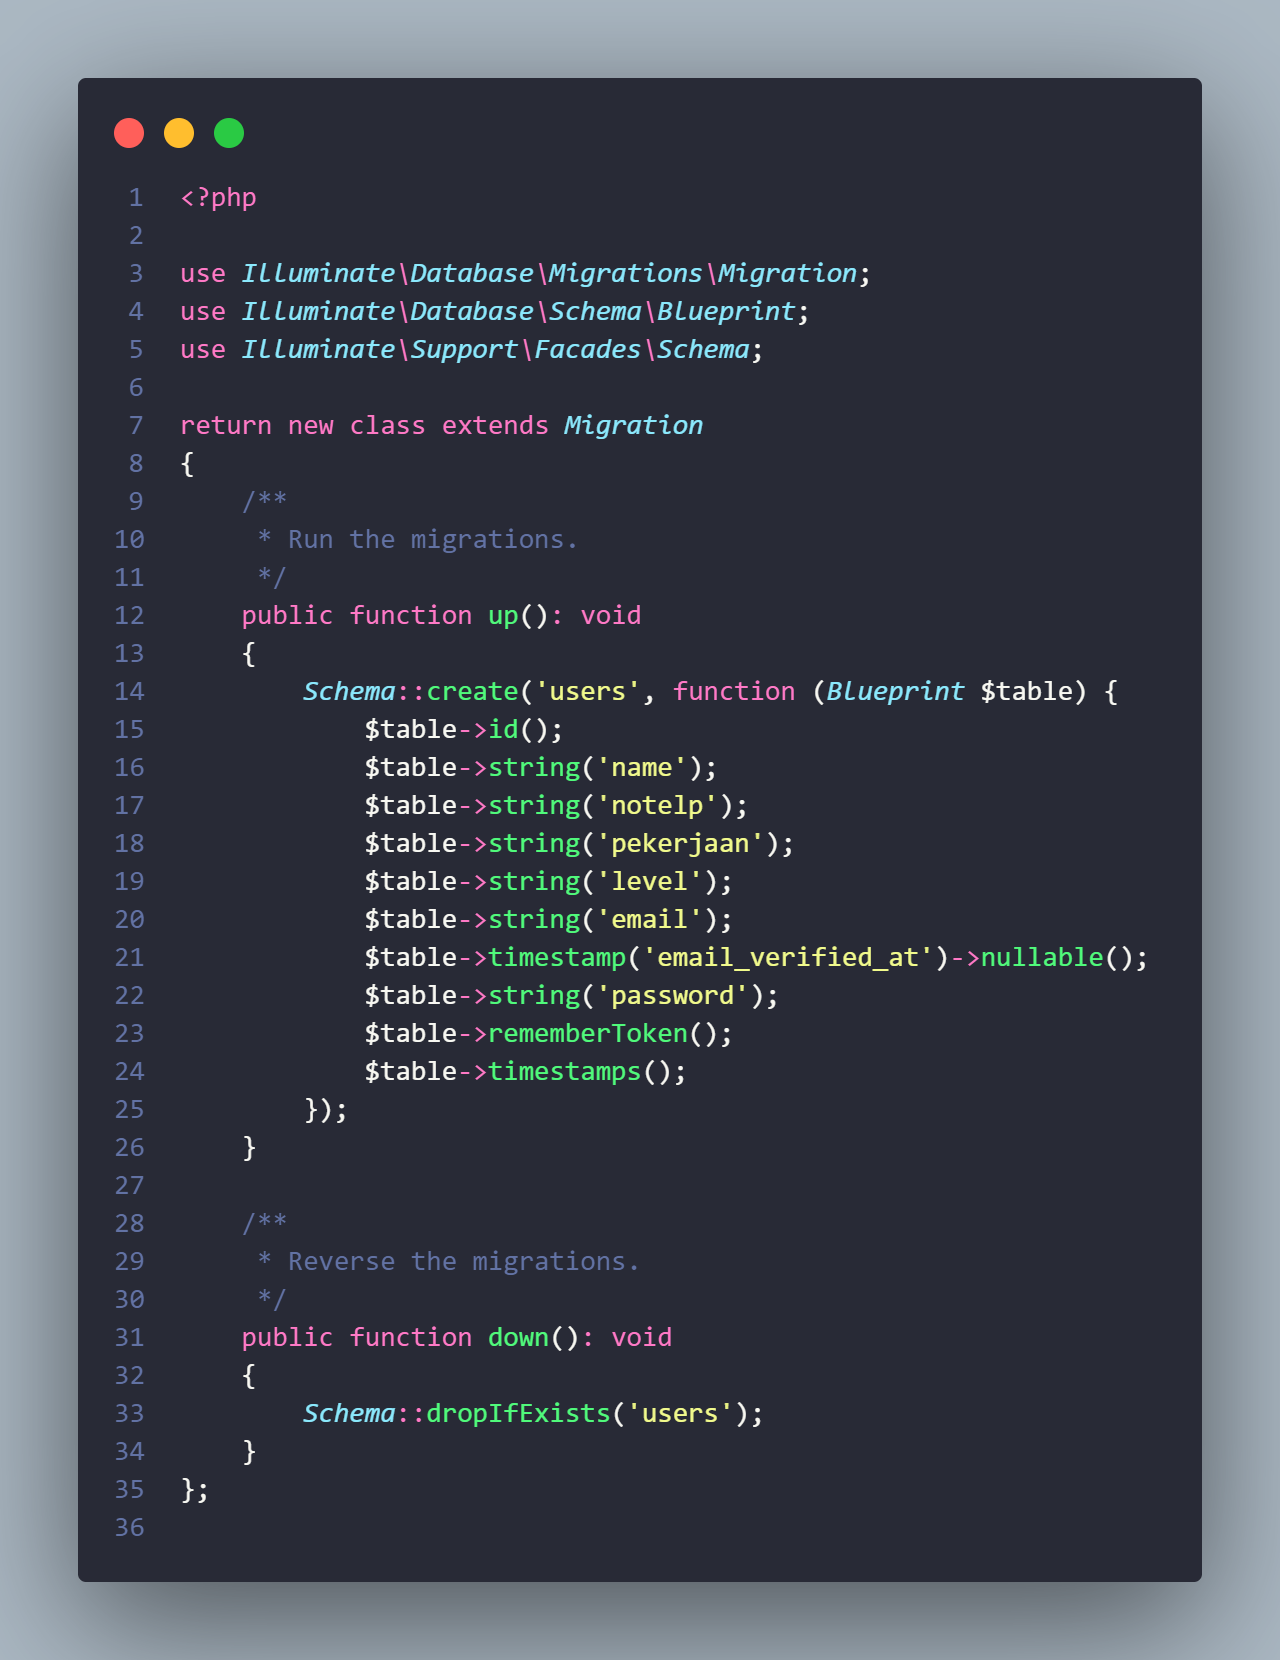 1 <?php
2
3 use Illuminate\Database\Migrations\Migration;
4 use Illuminate\Database\Schema\Blueprint;
5 use Illuminate\Support\Facades\Schema;
6
7 return new class extends Migration
8 {
9     /**
10      * Run the migrations.
11      */
12     public function up(): void
13     {
14         Schema::create('users', function (Blueprint $table) {
15             $table->id();
16             $table->string('name');
17             $table->string('notelp');
18             $table->string('pekerjaan');
19             $table->string('level');
20             $table->string('email');
21             $table->timestamp('email_verified_at')->nullable();
22             $table->string('password');
23             $table->rememberToken();
24             $table->timestamps();
25         });
26     }
27
28     /**
29      * Reverse the migrations.
30      */
31     public function down(): void
32     {
33         Schema::dropIfExists('users');
34     }
35 };
36